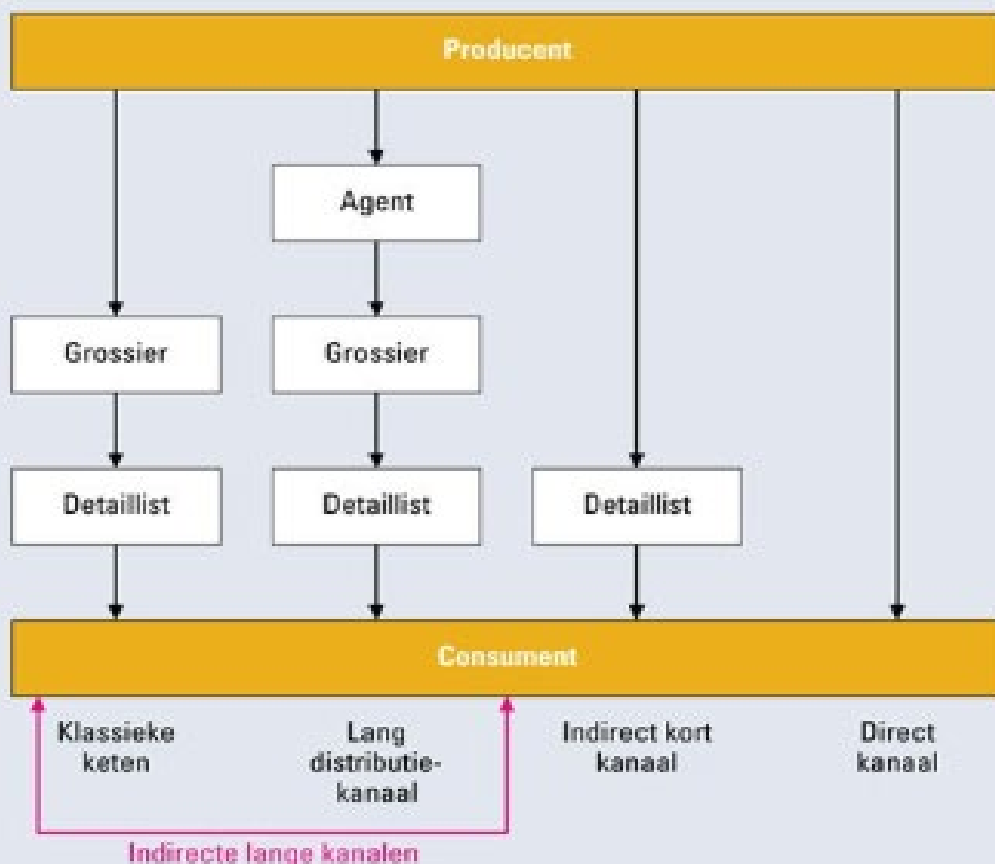 Producent
Agent
Grossier
Grossier
Detaillist
Detaillist
Detaillist
Consument
Klassieke
keten
Lang
distributie-
kanaal
Indirect kort
kanaal
Direct
kanaal
Indirecte lange kanalen